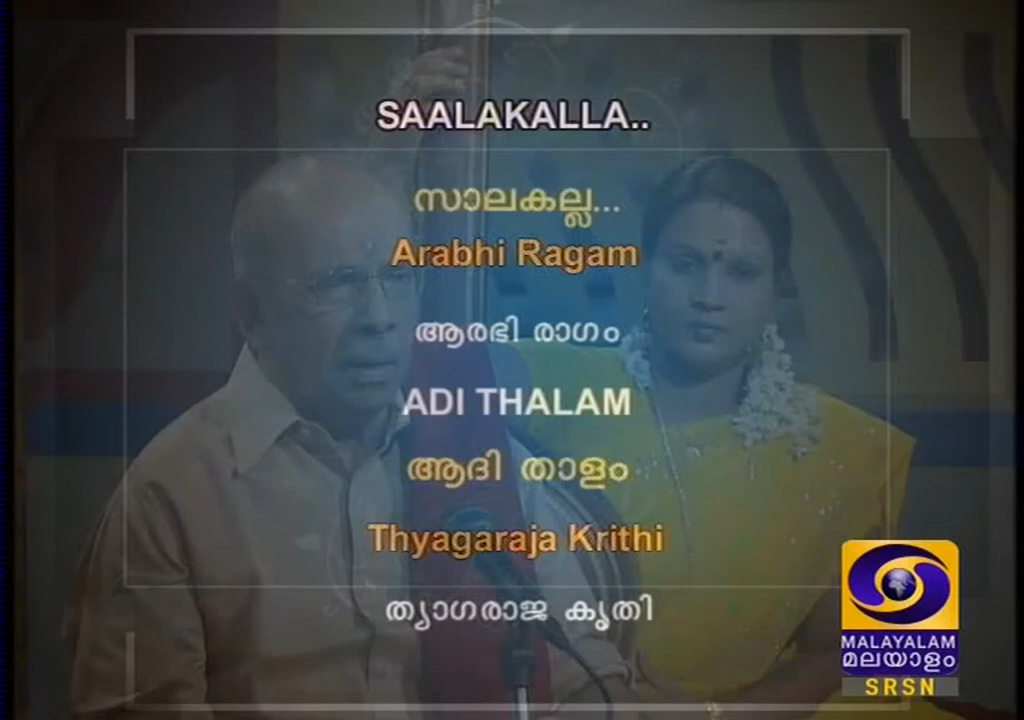 SAALAKALLA..
സാലകല്ല...
Arabhi Ragam
ആരഭി രാഗം
ADI THALAM
ആദി താളം
Thyagaraja Krithi
ത്യാഗരാജ കൃതി
MALAYALAM
മലയാളം
SRSN